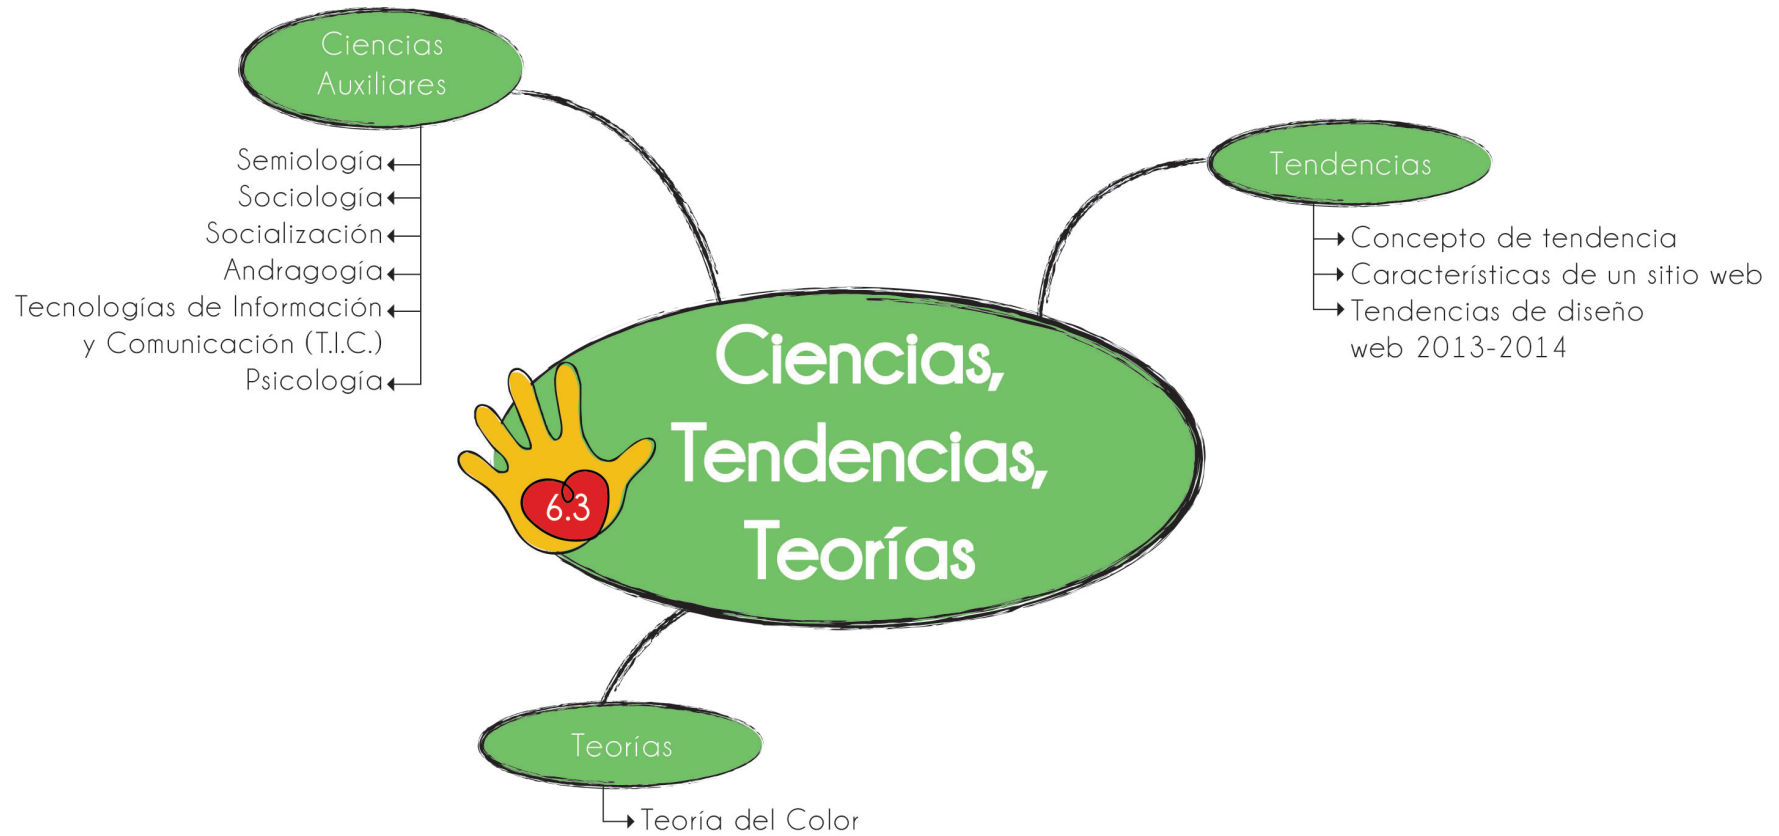 Ciencias
Auxiliares
Semiología
Sociología
Socialización
Andragogía
Tecnologías de Información
y Comunicación (T.I.C.)
Psicología
Tendencias
Concepto de tendencia
Características de un sitio web
Tendencias de diseño
web 2013-2014
Ciencias,
Tendencias,
Teorías
6.3
Teorías
Teoría del Color